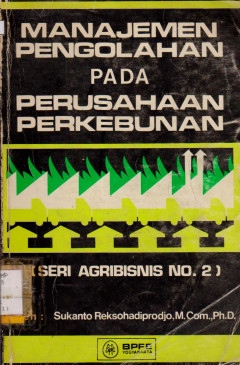 MANAJEMEN
PENGOLAHAN
PADA
PERUSAHAAN
PERKEBUNAN
(SERI AGRIBISNIS NO. 2)
: Sukanto Reksohadiprodjo, M.Com., Ph.D.
BPFE
YOGYAKARTA